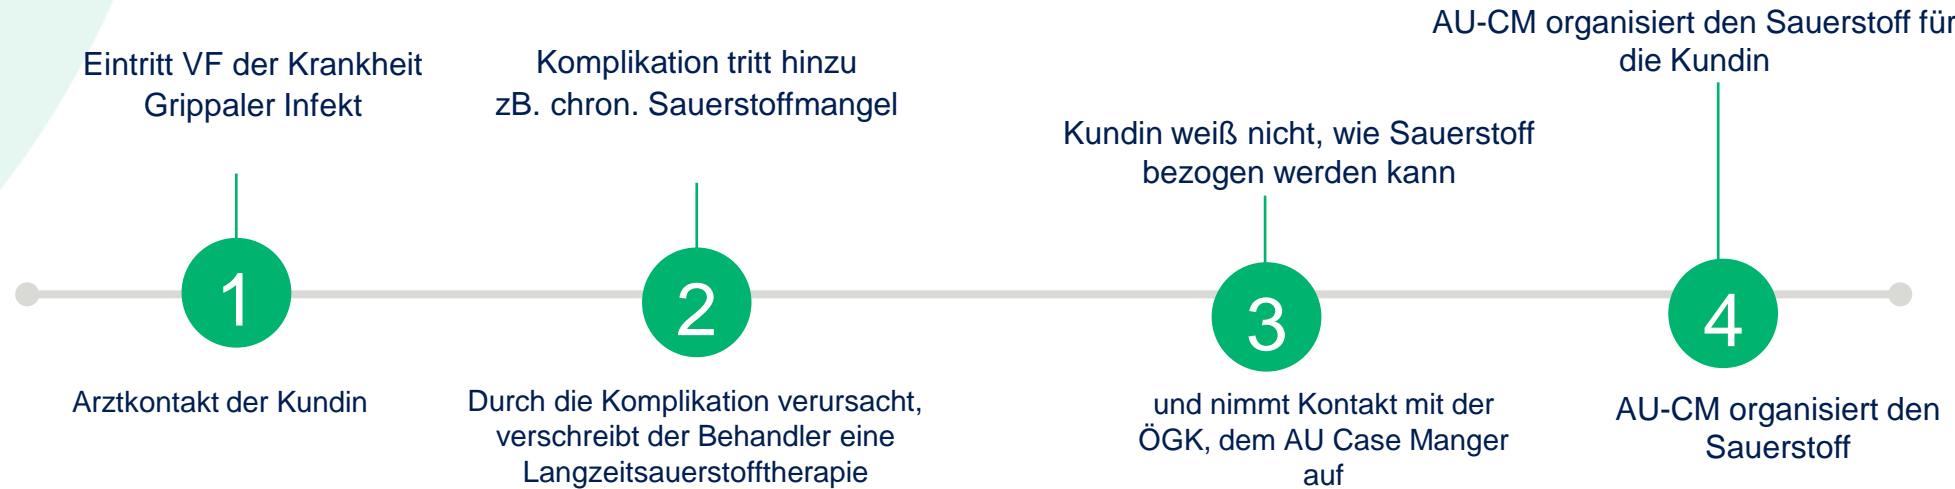 Eintritt VF der Krankheit
Grippaler Infekt
1
Arztkontakt der Kundin
Komplikation tritt hinzu
zB. chron. Sauerstoffmangel
2
Durch die Komplikation verursacht,
verschreibt der Behandler eine
Langzeitsauerstofftherapie
Kundin weiß nicht, wie Sauerstoff
bezogen werden kann
3
und nimmt Kontakt mit der
ÖGK, dem AU Case Manger
auf
AU-CM organisiert den Sauerstoff für
die Kundin
4
AU-CM organisiert den
Sauerstoff